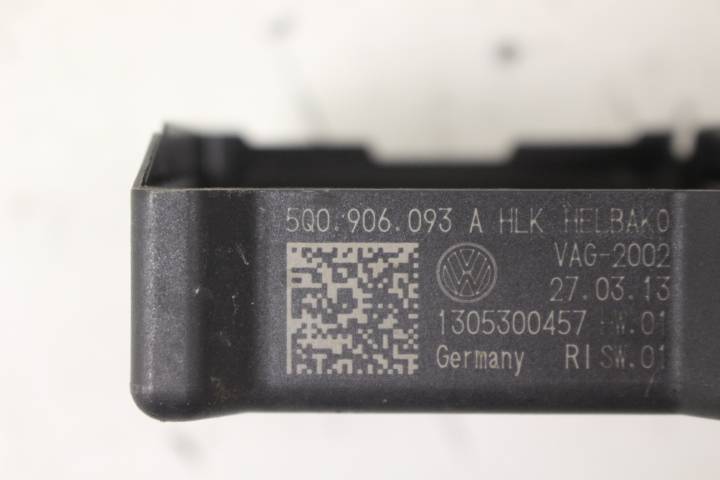 5Q0.906.093 A HLK HELBAKO
VAG-2002
27.03.13
1305300457 HW.01
Germany RI SW.01